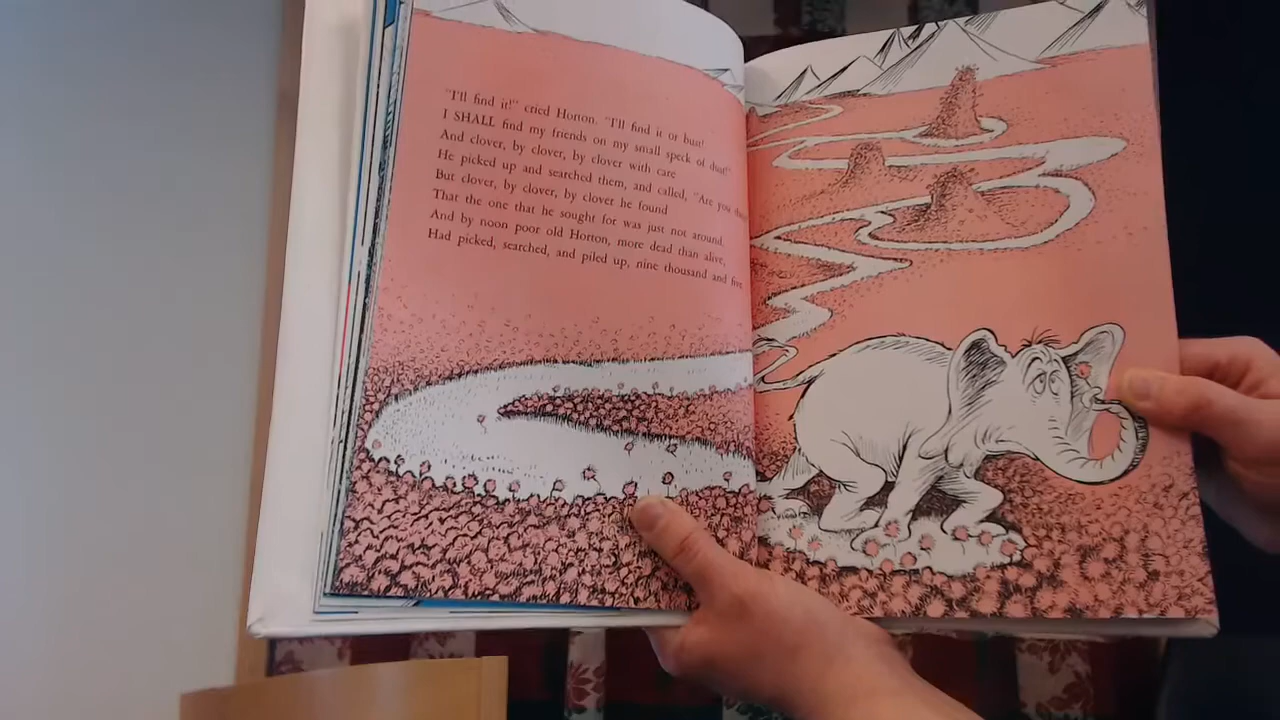 "I'll find it!" cried Horton. "I'll find it or bust!
I SHALL find my friends on my small speck of dust!"
And clover, by clover, by clover with care
He picked up and searched them, and called, "Are you
But clover, by clover, by clover he found
That the one that he sought for was just not around.
And by noon poor old Horton, more dead than alive,
Had picked, searched, and piled up, nine thousand and five